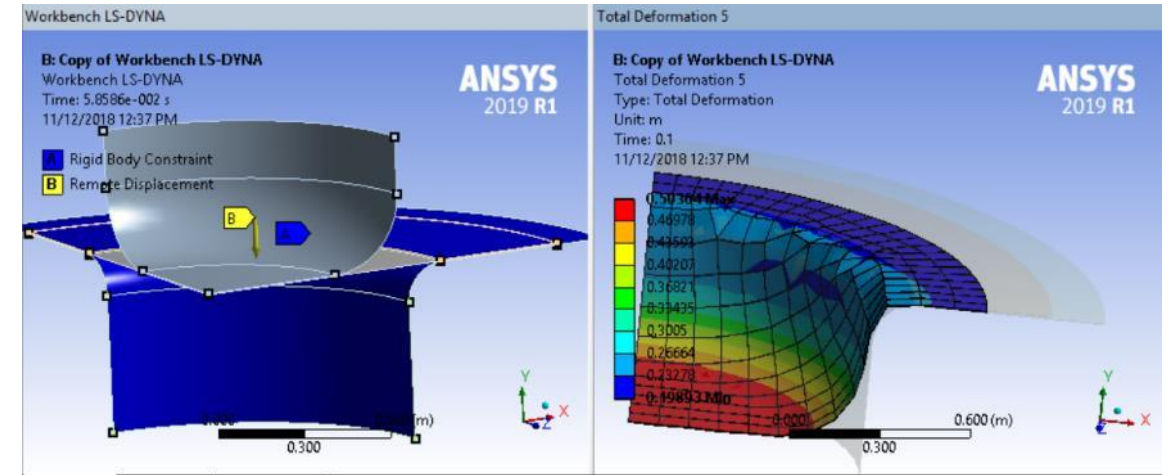 Workbench LS-DYNA
B: Copy of Workbench LS-DYNA
Workbench LS-DYNA
Time: 5.8586e-002 s
11/12/2018 12:37 PM
A Rigid Body Constraint
B Remote Displacement
ANSYS
2019 R1
B
A
Y
X
Z
0.000
(m)
0.300
Total Deformation 5
B: Copy of Workbench LS-DYNA
Total Deformation 5
Type: Total Deformation
Unit: m
Time: 0.1
11/12/2018 12:37 PM
ANSYS
2019 R1
0.50364 Max
0.46978
0.43593
0.40207
0.36821
0.33435
0.3005
0.26664
0.23278
0.19893 Min
0.000
0.600 (m)
0.300
Y
X
Z